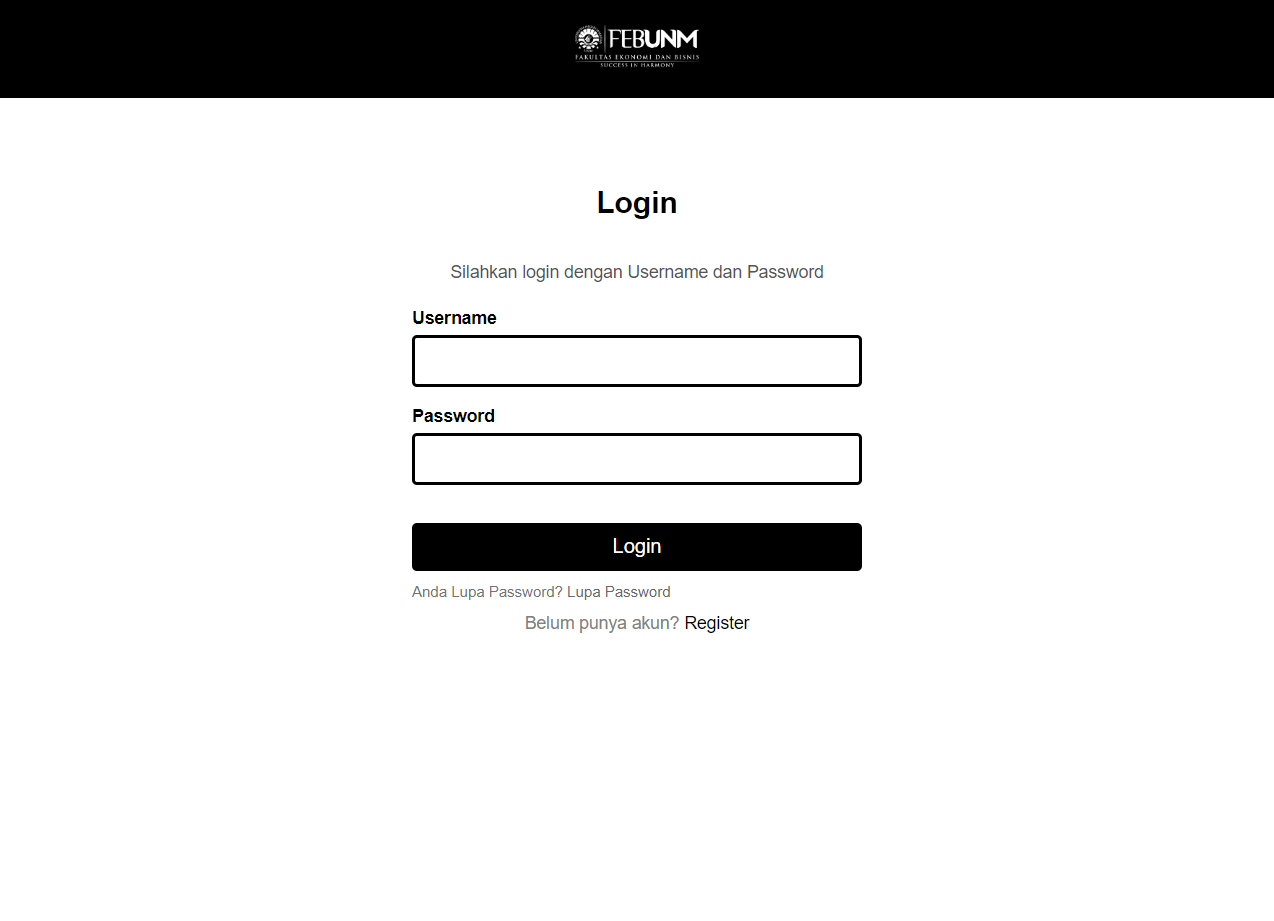 FEBUNM
FAKULTAS EKONOMI DAN BISNIS
SUCCESS IN HARMONY
Login
Silahkan login dengan Username dan Password
Username
Password
Login
Anda Lupa Password? Lupa Password
Belum punya akun? Register